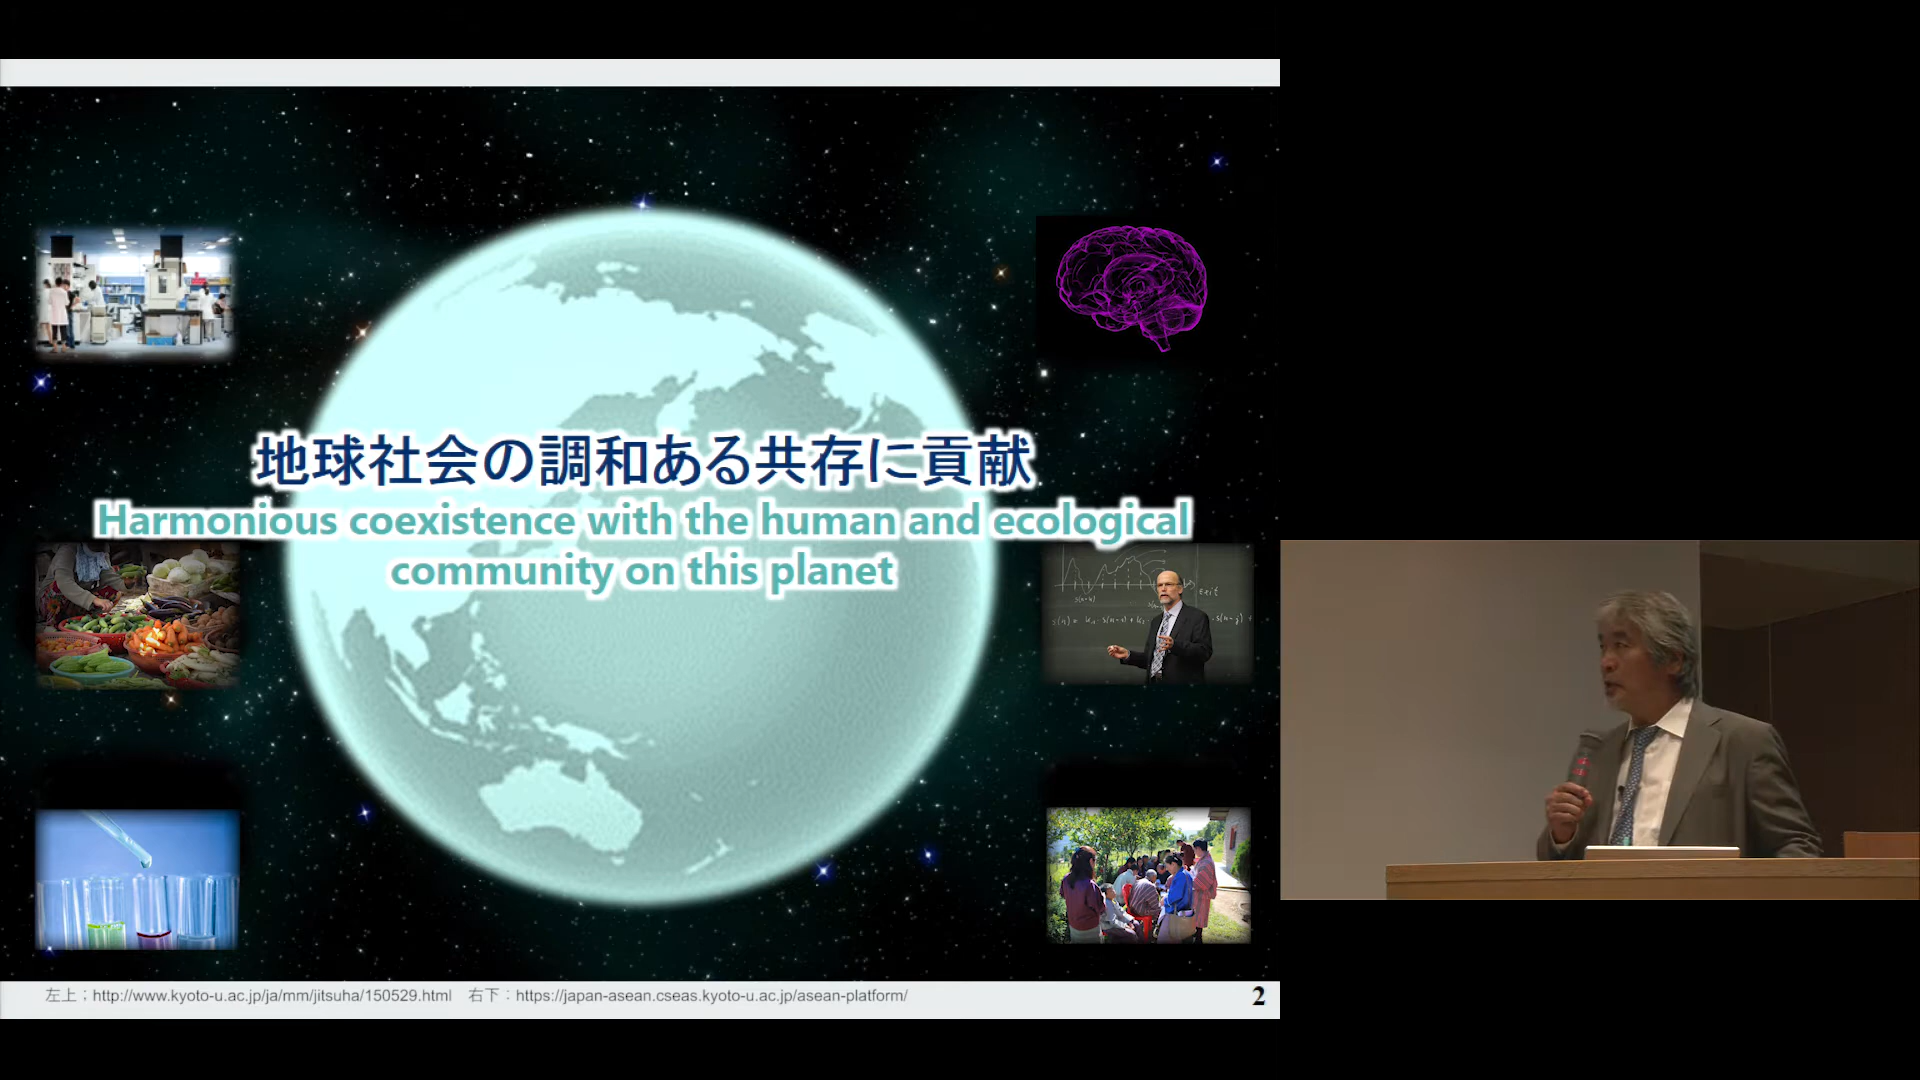 地球社会の調和ある共存に貢献
Harmonious coexistence with the human and ecological
community on this planet
左上；http://www.kyoto-u.ac.jp/ja/mm/jitsuha/150529.html 右下：https://japan-asean.cseas.kyoto-u.ac.jp/asean-platform/
2